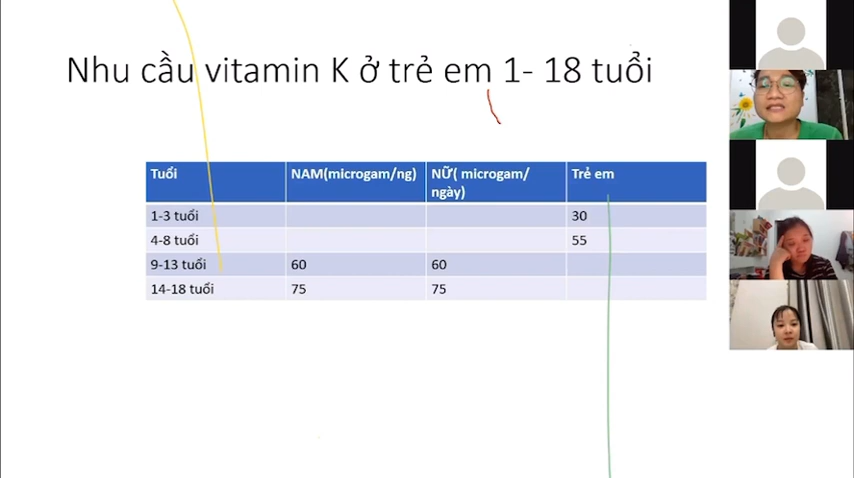 Nhu cầu vitamin K ở trẻ em 1- 18 tuổi
Tuổi NAM(microgam/ng) NỮ( microgam/ ngày) Trẻ em
1-3 tuổi 30
4-8 tuổi 55
9-13 tuổi 60 60
14-18 tuổi 75 75